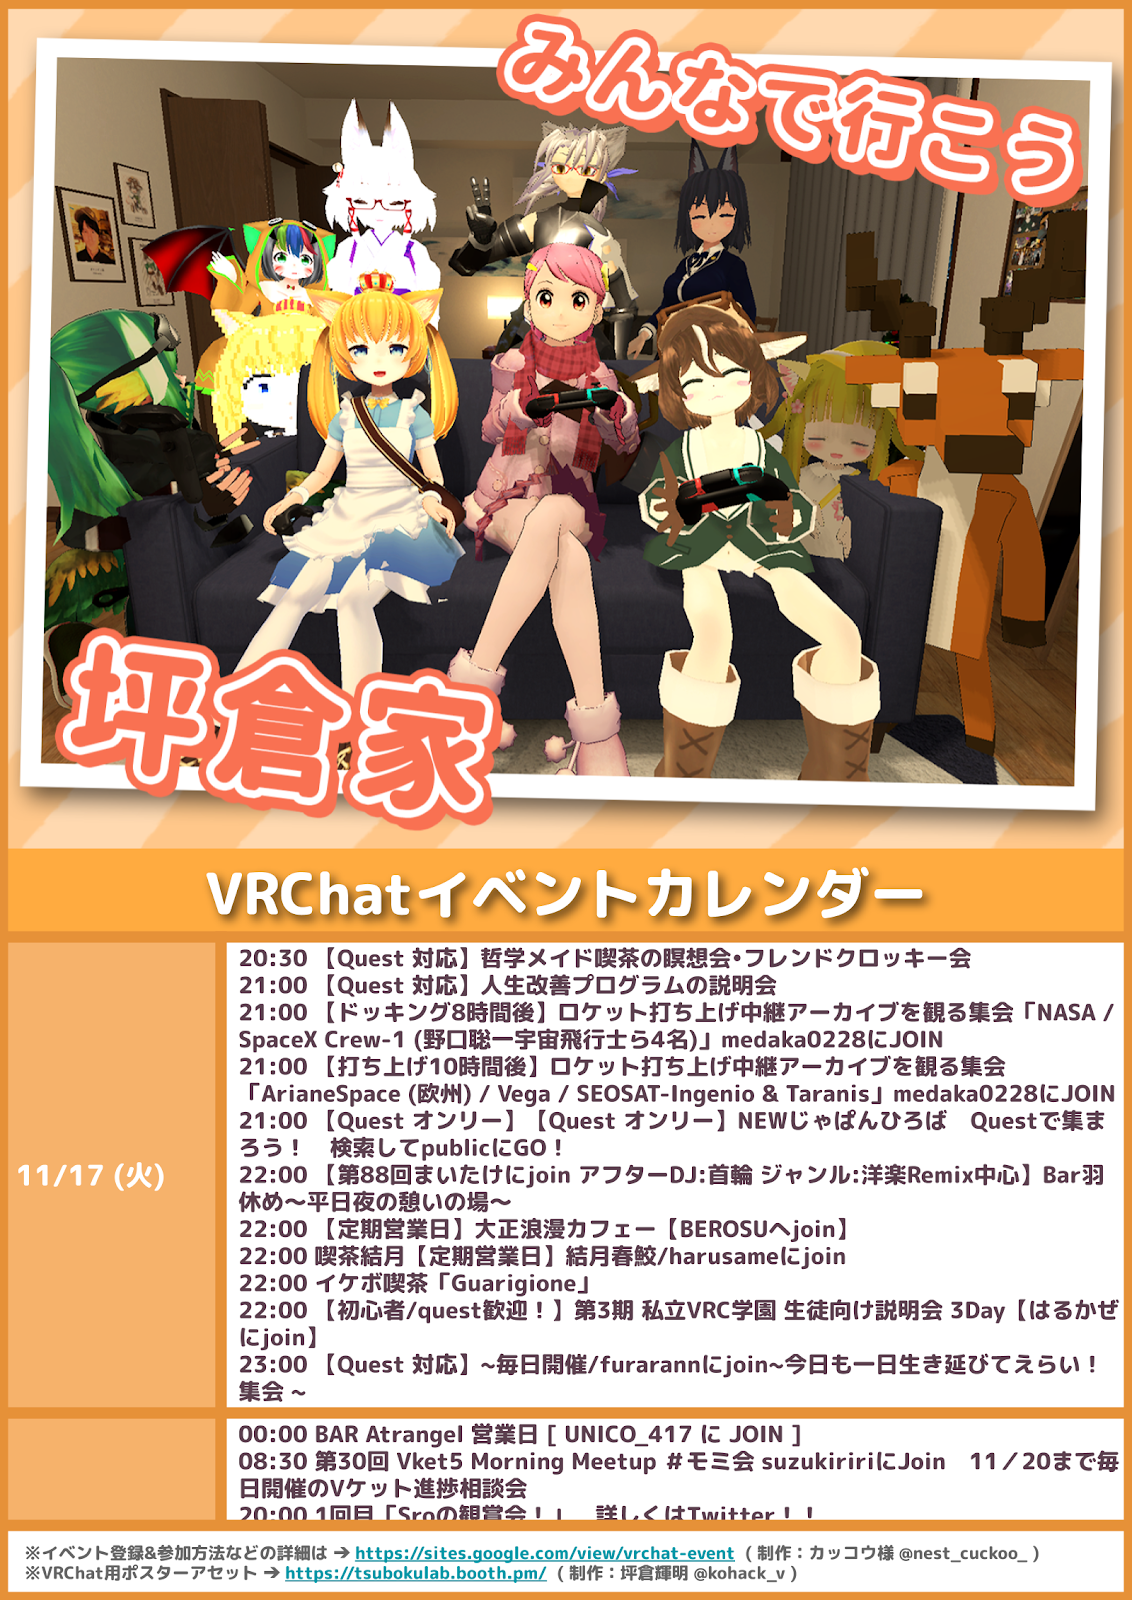 みんなで行こう
坪倉家
VRChatイベントカレンダー
11/17 (火)
20:30 【Quest 対応】哲学メイド喫茶の瞑想会・フレンドクロッキー会
21:00 【Quest 対応】人生改善プログラムの説明会
21:00 【ドッキング8時間後】ロケット打ち上げ中継アーカイブを観る集会「NASA /
SpaceX Crew-1 (野口聡一宇宙飛行士ら4名)」medaka0228にJOIN
21:00 【打ち上げ10時間後】ロケット打ち上げ中継アーカイブを観る集会
「ArianeSpace (欧州) / Vega / SEOSAT-Ingenio & Taranis」medaka0228にJOIN
21:00 【Quest オンリー】【Quest オンリー】NEWじゃぱんひろば　Questで集ま
ろう！　検索してpublicにGO！
22:00 【第88回まいたけにjoin アフターDJ:首輪 ジャンル:洋楽Remix中心】Bar羽
休め～平日夜の憩いの場～
22:00 【定期営業日】大正浪漫カフェー【BEROSUへjoin】
22:00 喫茶結月【定期営業日】結月春鮫/harusameにjoin
22:00 イケボ喫茶「Guarigione」
22:00 【初心者/quest歓迎！】第3期 私立VRC学園 生徒向け説明会 3Day【はるかぜ
にjoin】
23:00 【Quest 対応】~毎日開催/furarannにjoin~今日も一日生き延びてえらい！
集会 ~
00:00 BAR Atrangel 営業日 [ UNICO_417 に JOIN ]
08:30 第30回 Vket5 Morning Meetup ＃モミ会 suzukiririにJoin　11／20まで毎
日開催のVケット進捗相談会
20:00 1回目「Sroの観賞会！」　詳しくはTwitter！！
※イベント登録&参加方法などの詳細は ➔ https://sites.google.com/view/vrchat-event ( 制作：カッコウ様 @nest_cuckoo_ )
※VRChat用ポスターアセット ➔ https://tsubokulab.booth.pm/ ( 制作：坪倉輝明 @kohack_v )